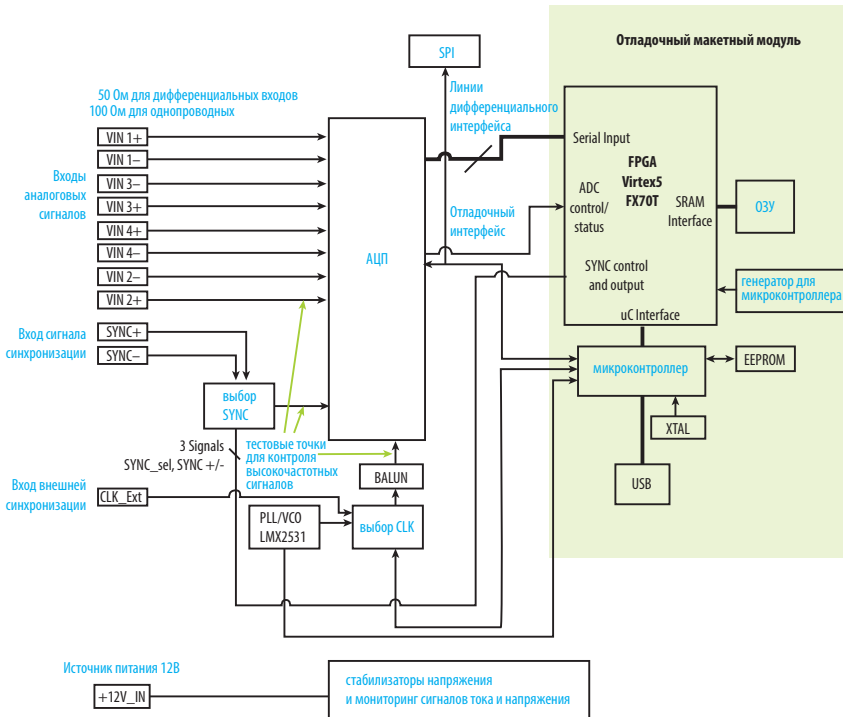 Отладочный макетный модуль
SPI
50 Ом для дифференциальных входов
100 Ом для однопроводных
Линии
дифференциального
интерфейса
VIN 1+
VIN 1–
VIN 3–
VIN 3+
VIN 4+
VIN 4–
VIN 2–
VIN 2+
Входы
аналоговых
сигналов
АЦП
Отладочный
интерфейс
Serial Input
FPGA
Virtex5
FX70T
ADC
control/
status
SRAM
Interface
ОЗУ
SYNC control
and output
uC Interface
генератор для
микроконтроллера
Вход сигнала
синхронизации
SYNC+
SYNC–
микроконтроллер
EEPROM
XTAL
USB
выбор
SYNC
3 Signals
SYNC_sel, SYNC +/-
тестовые точки
для контроля
высокочастотных
сигналов
BALUN
Вход внешней
синхронизации
CLK_Ext
PLL/VCO
LMX2531
выбор CLK
Источник питания 12В
+12V_IN
стабилизаторы напряжения
и мониторинг сигналов тока и напряжения